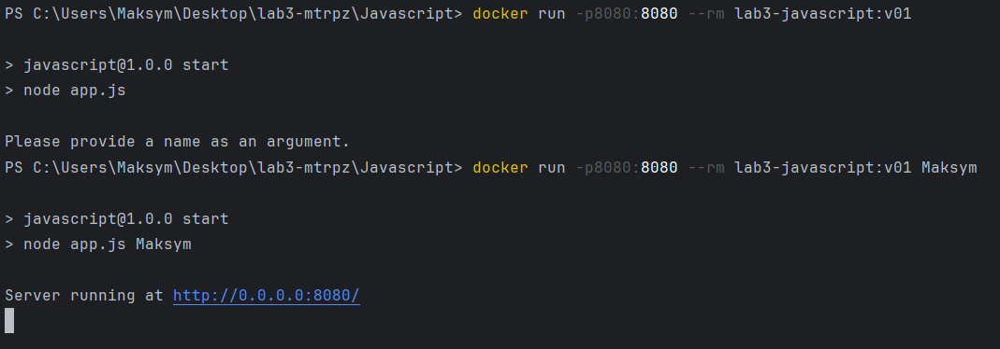 PS C:\Users\Maksym\Desktop\lab3-mtrpz\Javascript> docker run -p8080:8080 --rm lab3-javascript:v01
> javascript@1.0.0 start
> node app.js
Please provide a name as an argument.
PS C:\Users\Maksym\Desktop\lab3-mtrpz\Javascript> docker run -p8080:8080 --rm lab3-javascript:v01 Maksym
> javascript@1.0.0 start
> node app.js Maksym
Server running at http://0.0.0.0:8080/